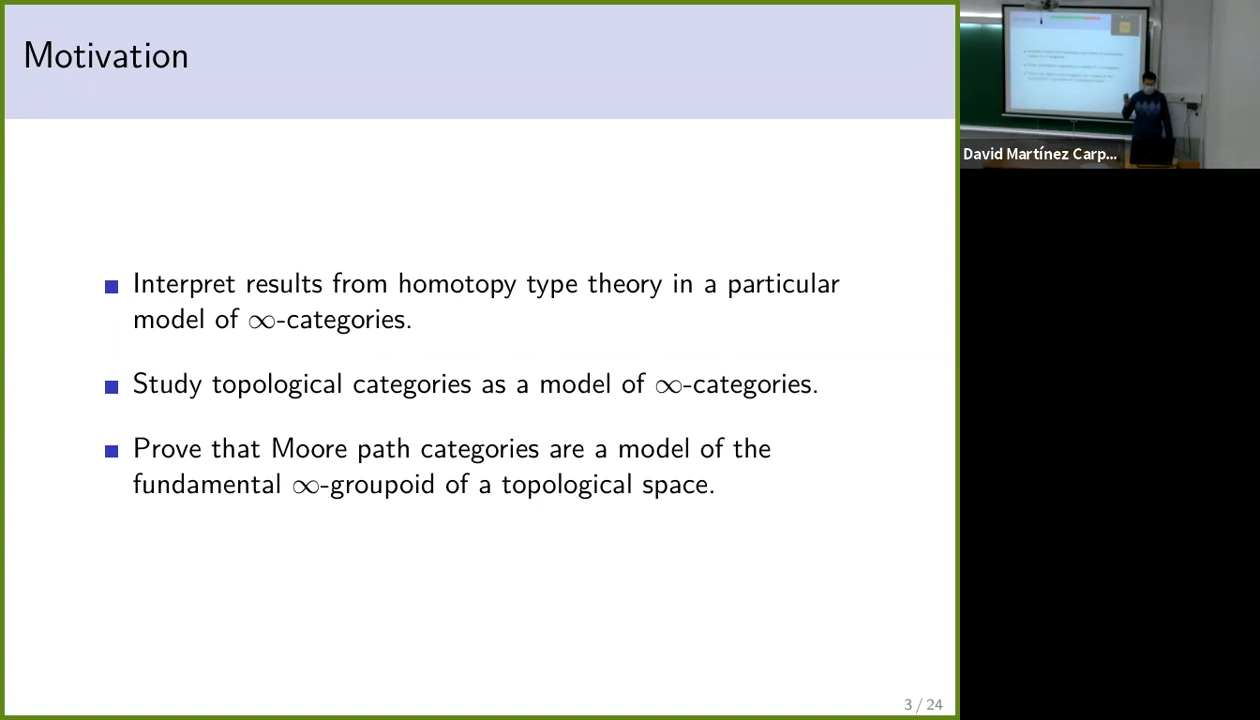 Motivation
Interpret results from homotopy type theory in a particular
model of ∞-categories.
Study topological categories as a model of ∞-categories.
Prove that Moore path categories are a model of the
fundamental ∞-groupoid of a topological space.
3 / 24
David Martínez Carp...